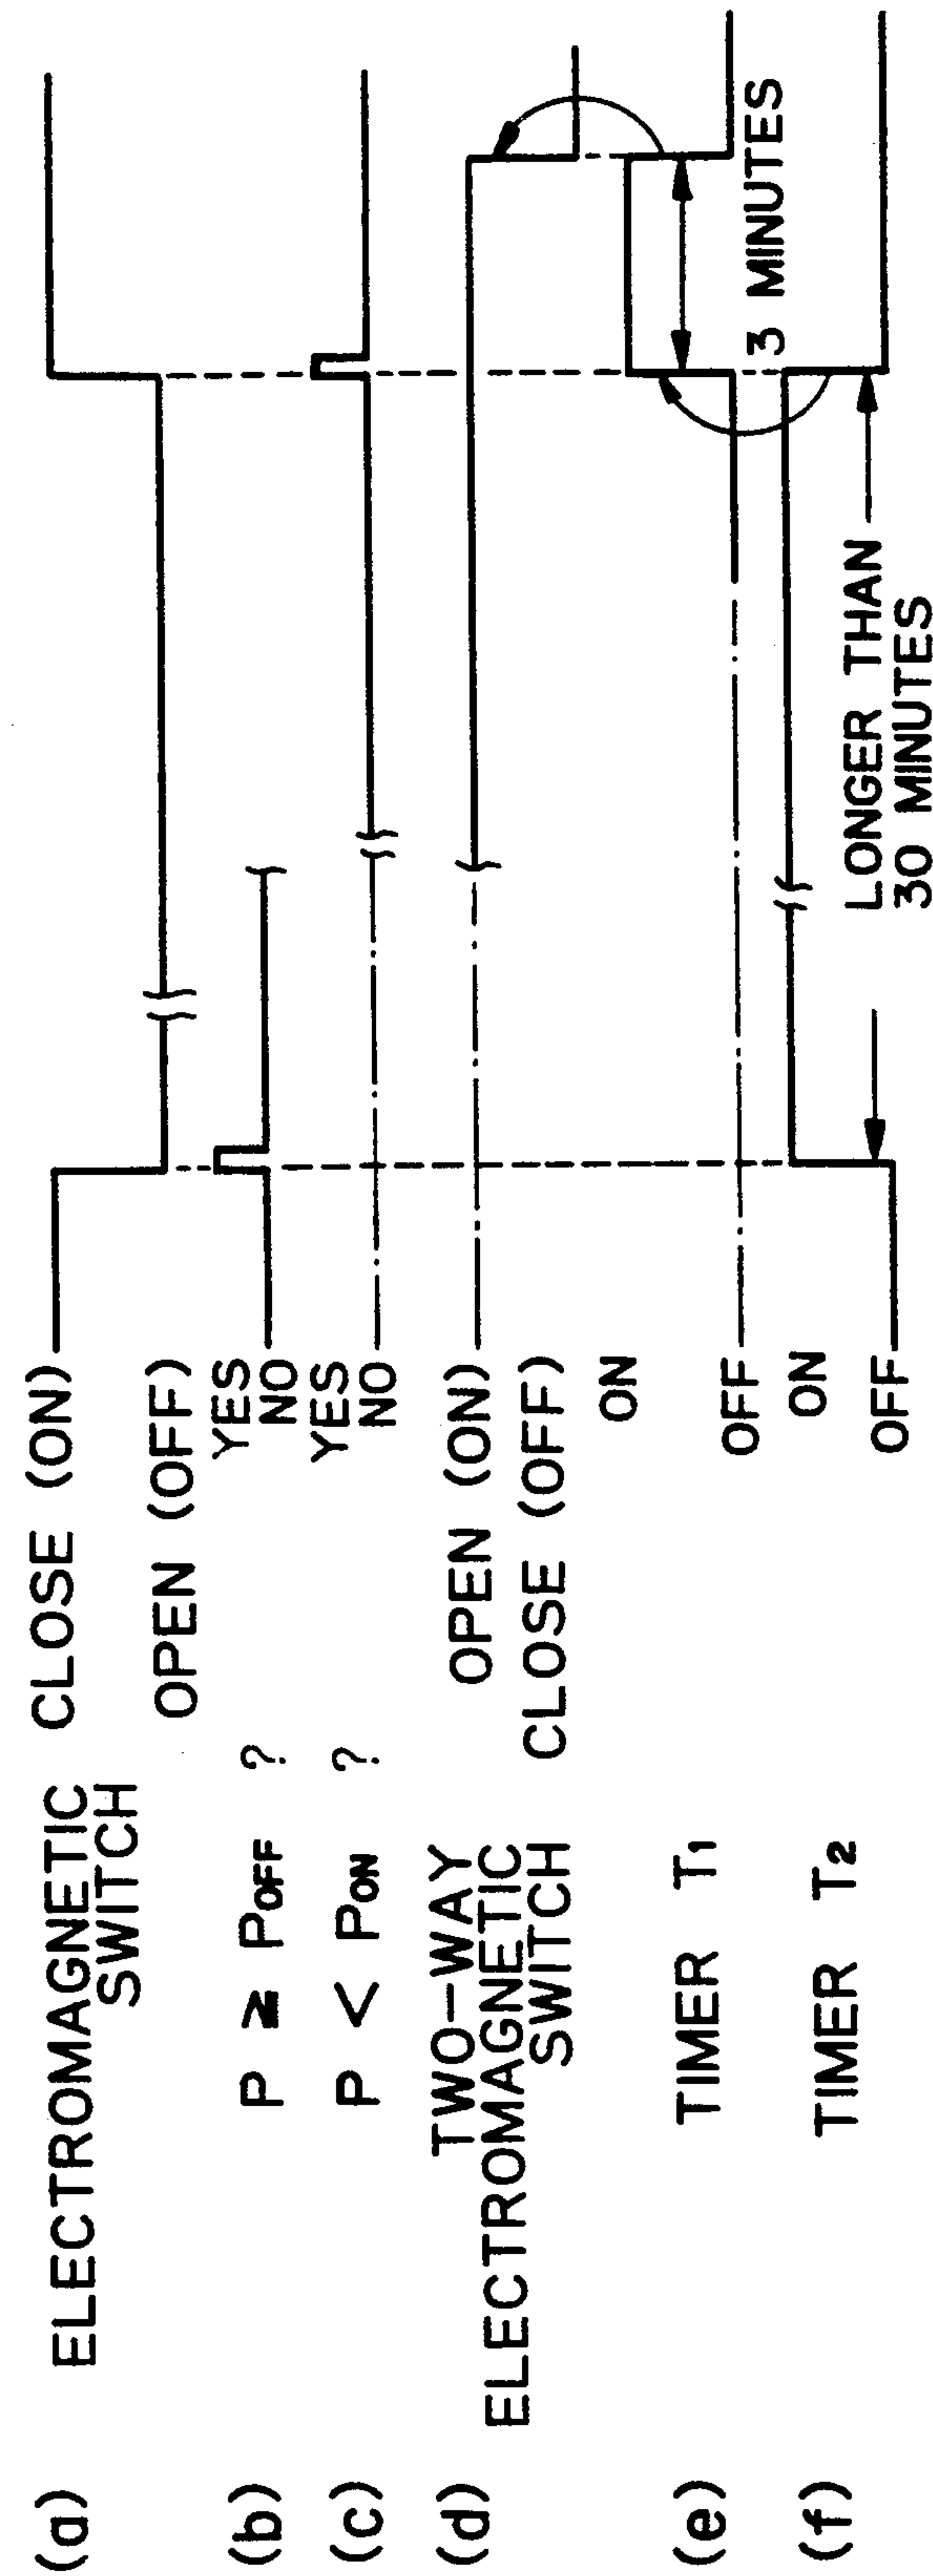 (a) ELECTROMAGNETIC
SWITCH
CLOSE (ON)
OPEN (OFF)
(b) P ≧ POFF ?
YES
NO
(c) P < PON ?
YES
NO
(d) TWO-WAY
ELECTROMAGNETIC
SWITCH
OPEN (ON)
CLOSE (OFF)
(e) TIMER T1
ON
OFF
3 MINUTES
(f) TIMER T2
ON
OFF
LONGER THAN
30 MINUTES